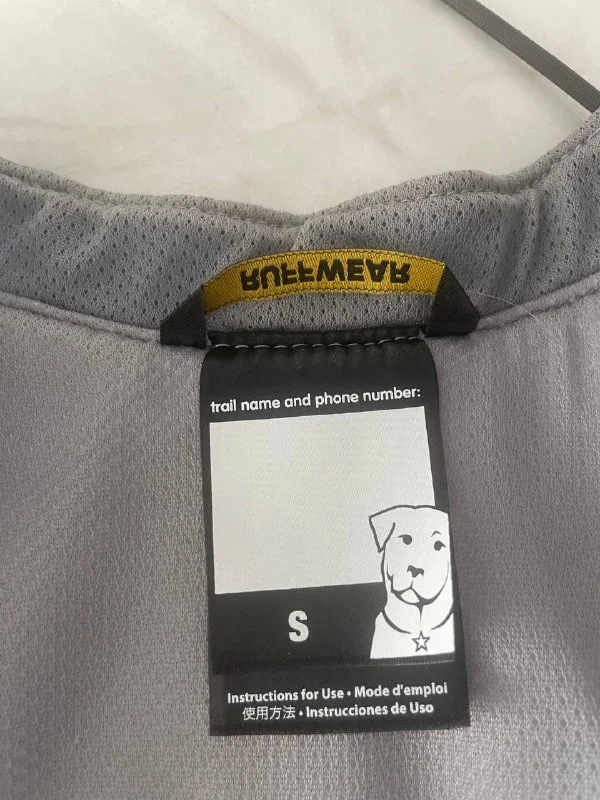 RUFFWEAR
trail name and phone number:
S
Instructions for Use • Mode d'emploi
使用方法 • Instrucciones de Uso